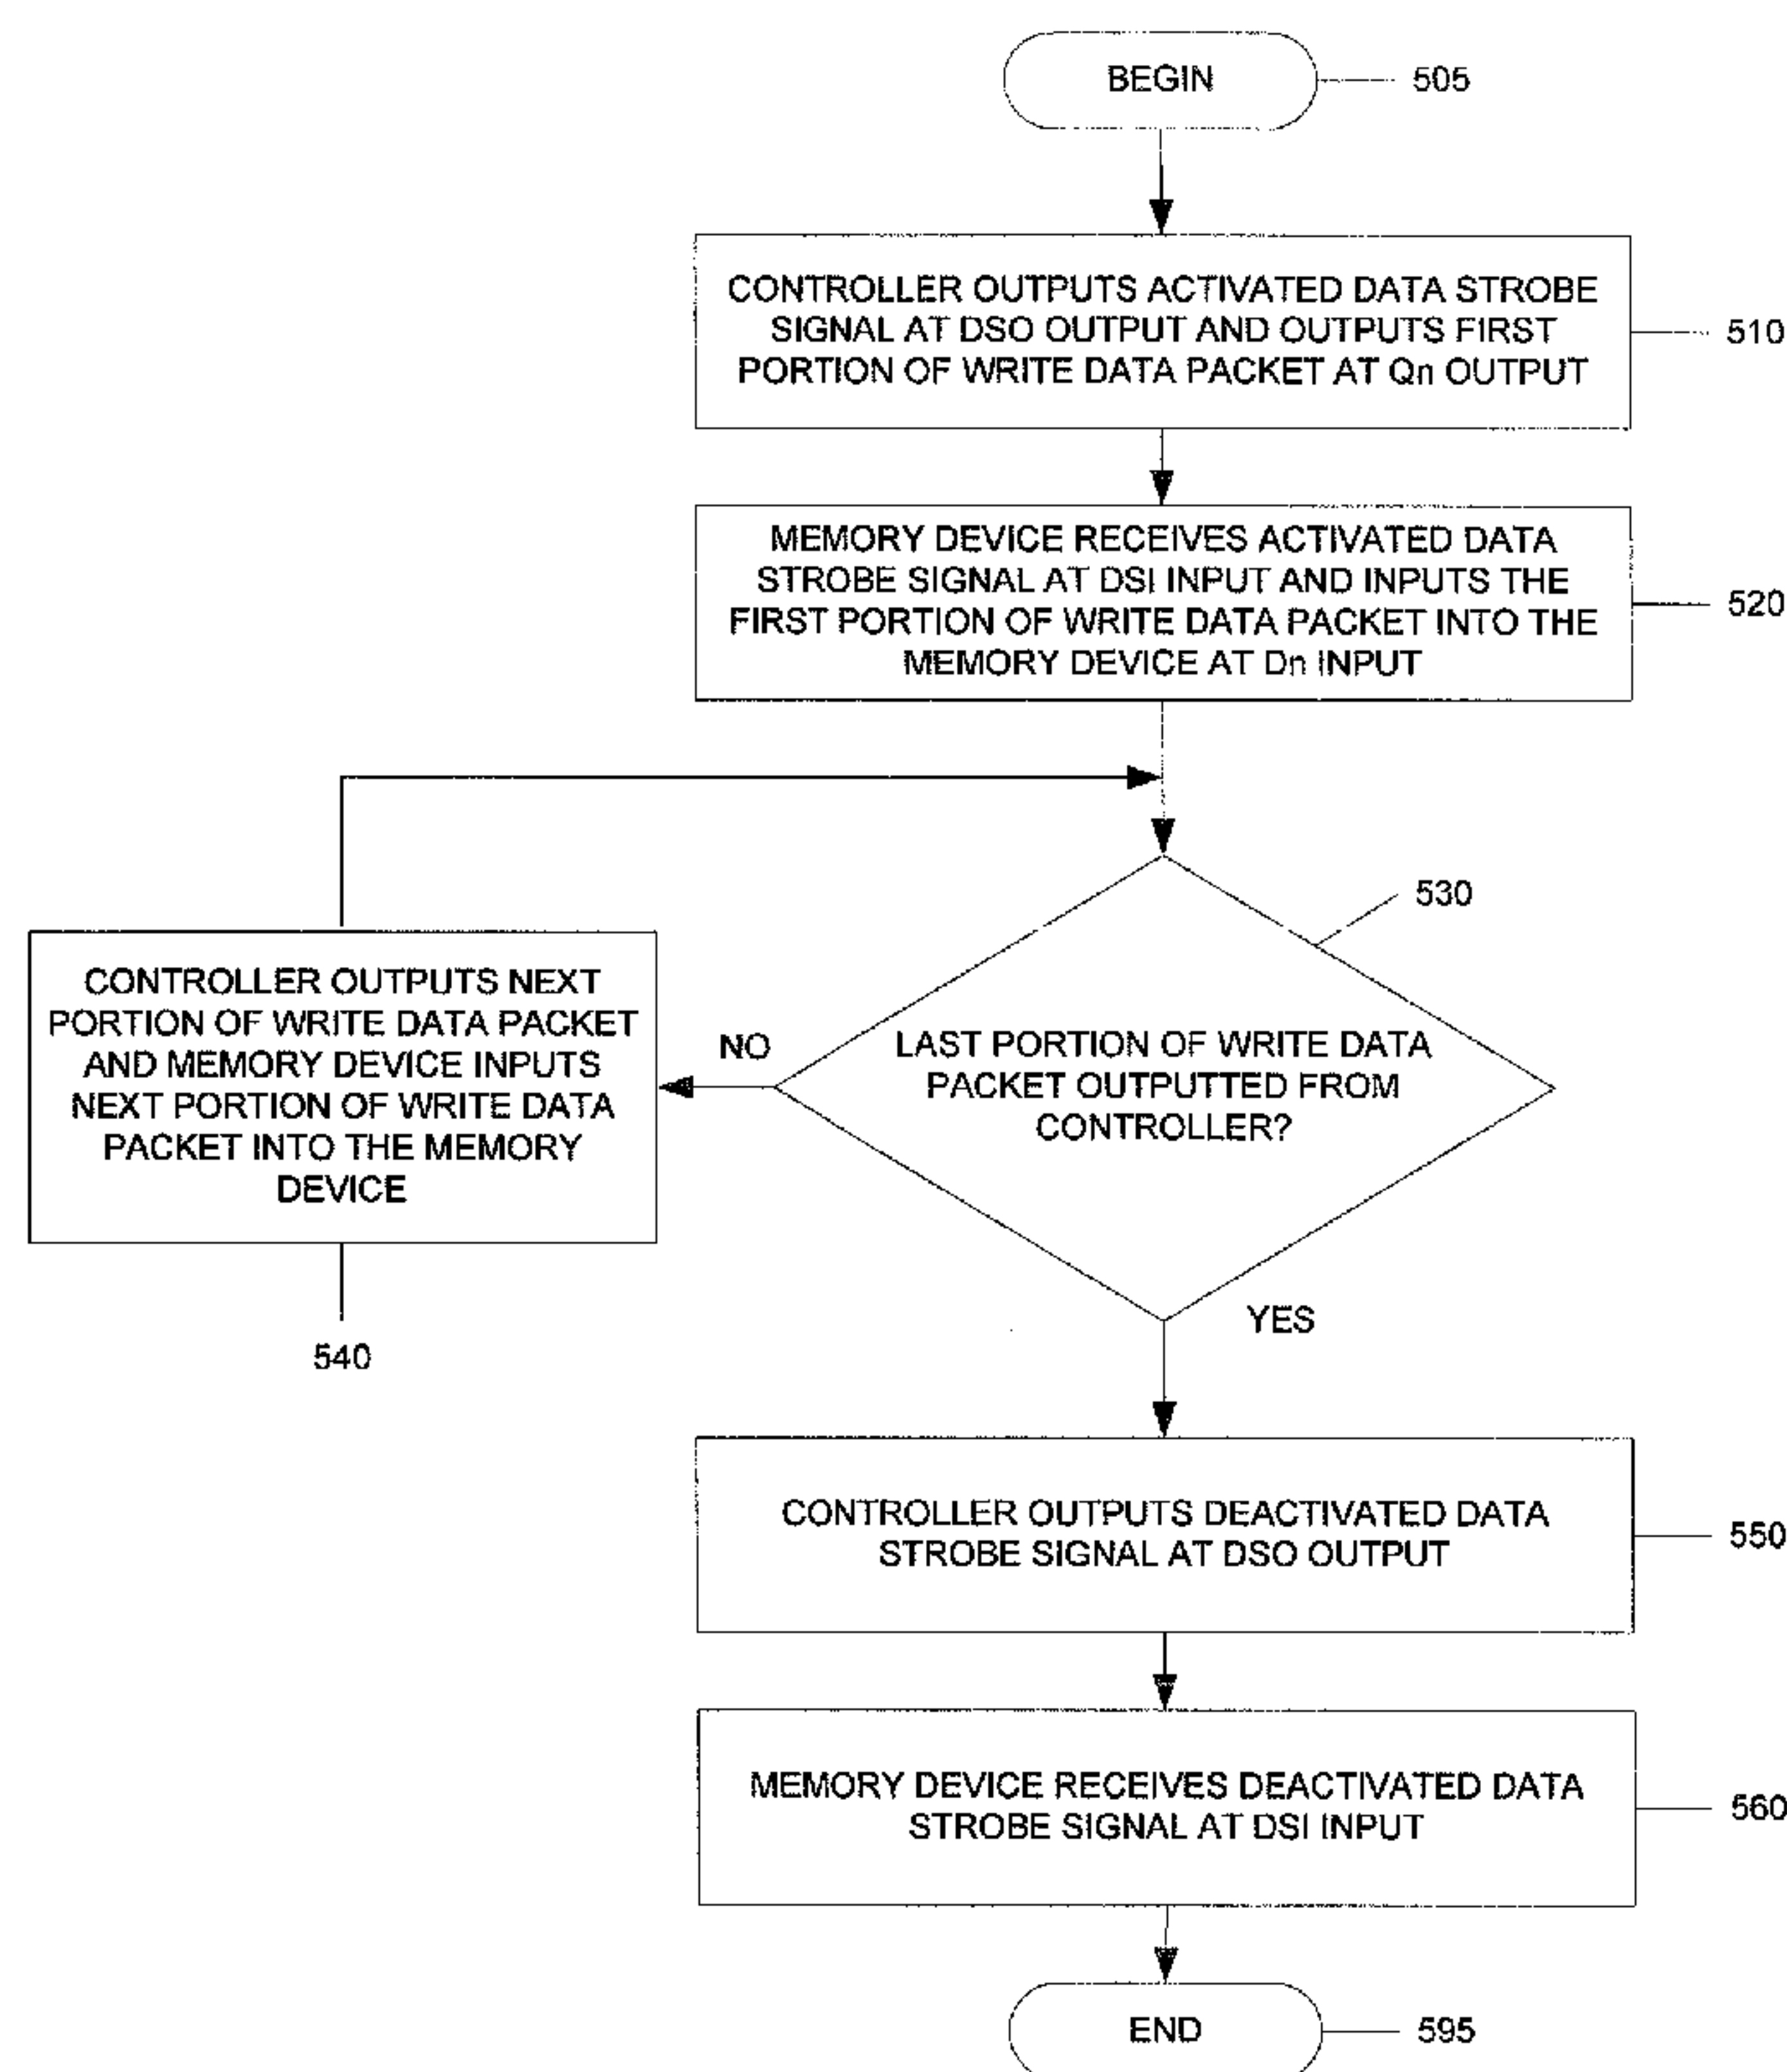 BEGIN
505
CONTROLLER OUTPUTS ACTIVATED DATA STROBE
SIGNAL AT DSO OUTPUT AND OUTPUTS FIRST
PORTION OF WRITE DATA PACKET AT Qn OUTPUT
510
MEMORY DEVICE RECEIVES ACTIVATED DATA
STROBE SIGNAL AT DSI INPUT AND INPUTS THE
FIRST PORTION OF WRITE DATA PACKET INTO THE
MEMORY DEVICE AT Dn INPUT
520
530
LAST PORTION OF WRITE DATA
PACKET OUTPUTTED FROM
CONTROLLER?
NO
CONTROLLER OUTPUTS NEXT
PORTION OF WRITE DATA PACKET
AND MEMORY DEVICE INPUTS
NEXT PORTION OF WRITE DATA
PACKET INTO THE MEMORY
DEVICE
540
YES
CONTROLLER OUTPUTS DEACTIVATED DATA
STROBE SIGNAL AT DSO OUTPUT
550
MEMORY DEVICE RECEIVES DEACTIVATED DATA
STROBE SIGNAL AT DSI INPUT
560
END
595